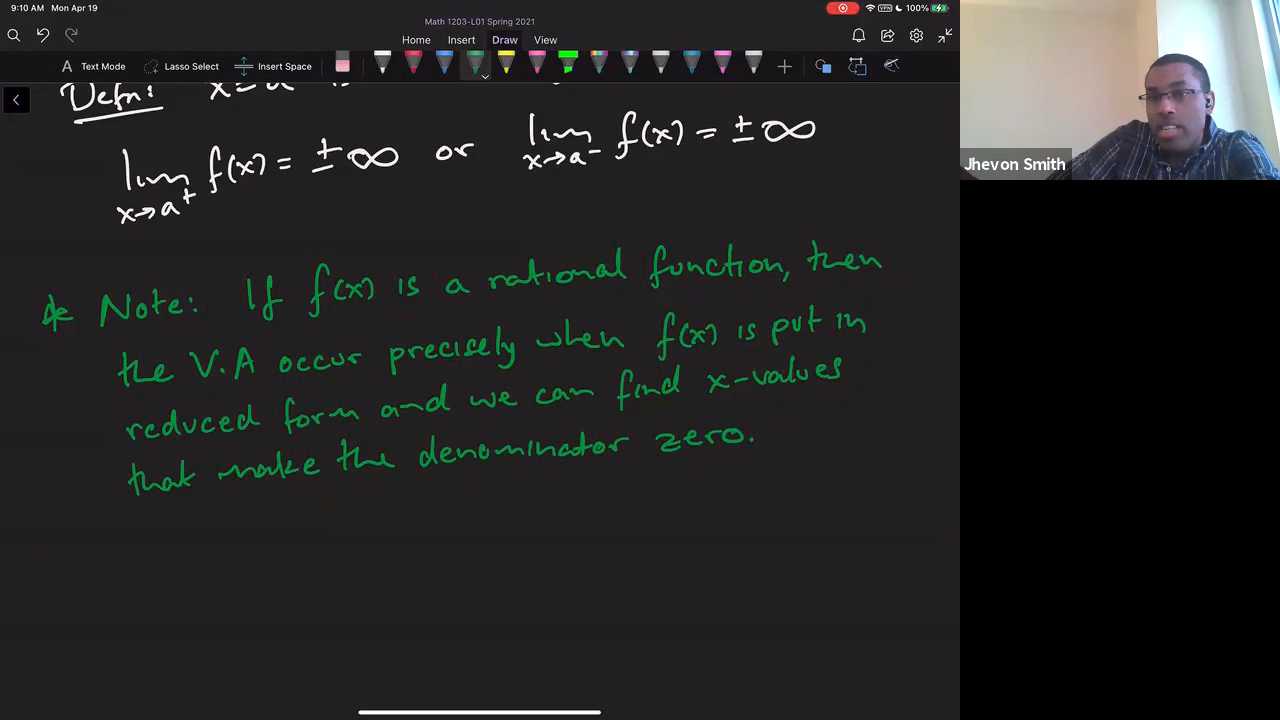 9:10 AM Mon Apr 19
VPN
100%
Math 1203-L01 Spring 2021
Home Insert Draw View
Text Mode
Lasso Select
Insert Space
Defn: x=a
lim f(x) = ±∞ or lim f(x) = ±∞
x→a⁺ x→a⁻
* Note: If f(x) is a rational function, then
the V.A occur precisely when f(x) is put in
reduced form and we can find x-values
that make the denominator zero.
Jhevon Smith